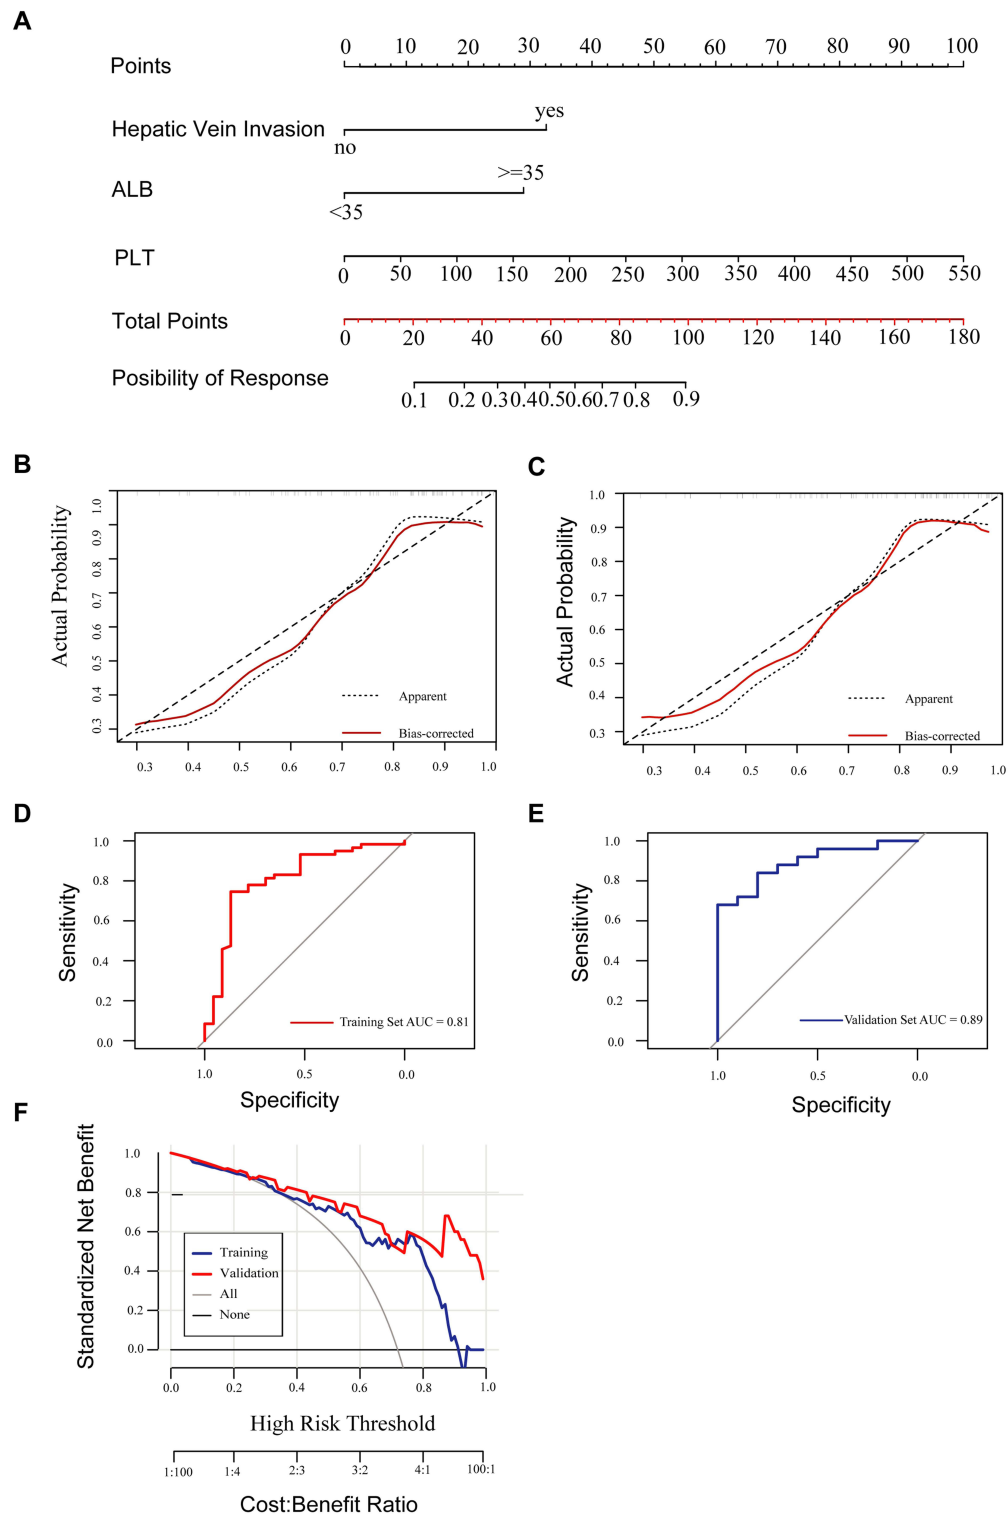 A
Points
0 10 20 30 40 50 60 70 80 90 100
Hepatic Vein Invasion
yes
no
ALB
>=35
<35
PLT
0 50 100 150 200 250 300 350 400 450 500 550
Total Points
0 20 40 60 80 100 120 140 160 180
Posibility of Response
0.1 0.2 0.3 0.4 0.5 0.6 0.7 0.8 0.9
B
Actual Probability
1.0
0.9
0.8
0.7
0.6
0.5
0.4
0.3
Apparent
Bias-corrected
0.3 0.4 0.5 0.6 0.7 0.8 0.9 1.0
C
Actual Probability
1.0
0.9
0.8
0.7
0.6
0.5
0.4
0.3
Apparent
Bias-corrected
0.3 0.4 0.5 0.6 0.7 0.8 0.9 1.0
D
Sensitivity
1.0
0.8
0.6
0.4
0.2
0.0
Training Set AUC = 0.81
1.0 0.5 0.0
Specificity
E
Sensitivity
1.0
0.8
0.6
0.4
0.2
0.0
Validation Set AUC = 0.89
1.0 0.5 0.0
Specificity
F
Standardized Net Benefit
1.0
0.8
0.6
0.4
0.2
0.0
Training
Validation
All
None
0.0 0.2 0.4 0.6 0.8 1.0
High Risk Threshold
1:100 1:4 2:3 3:2 4:1 100:1
Cost:Benefit Ratio